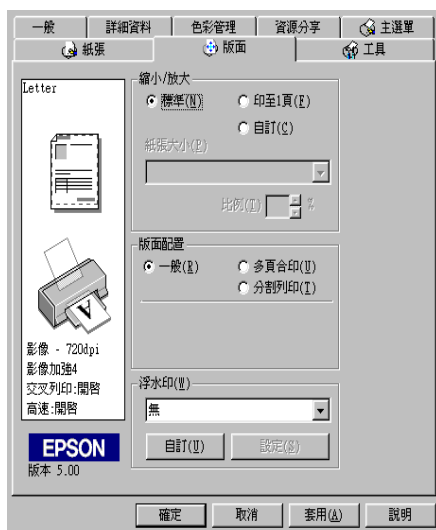 一般 詳細資料 色彩管理 資源分享 主選單
紙張 版面 工具
Letter
縮小/放大
標準(N) 印至1頁(F)
自訂(C)
紙張大小(P)
比例(T) %
版面配置
一般(R) 多頁合印(U)
分割列印(I)
影像 - 720dpi
影像加強4
交叉列印:開啓
高速:開啓
浮水印(W)
無
自訂(U) 設定(S)
EPSON
版本 5.00
確定 取消 套用(A) 說明